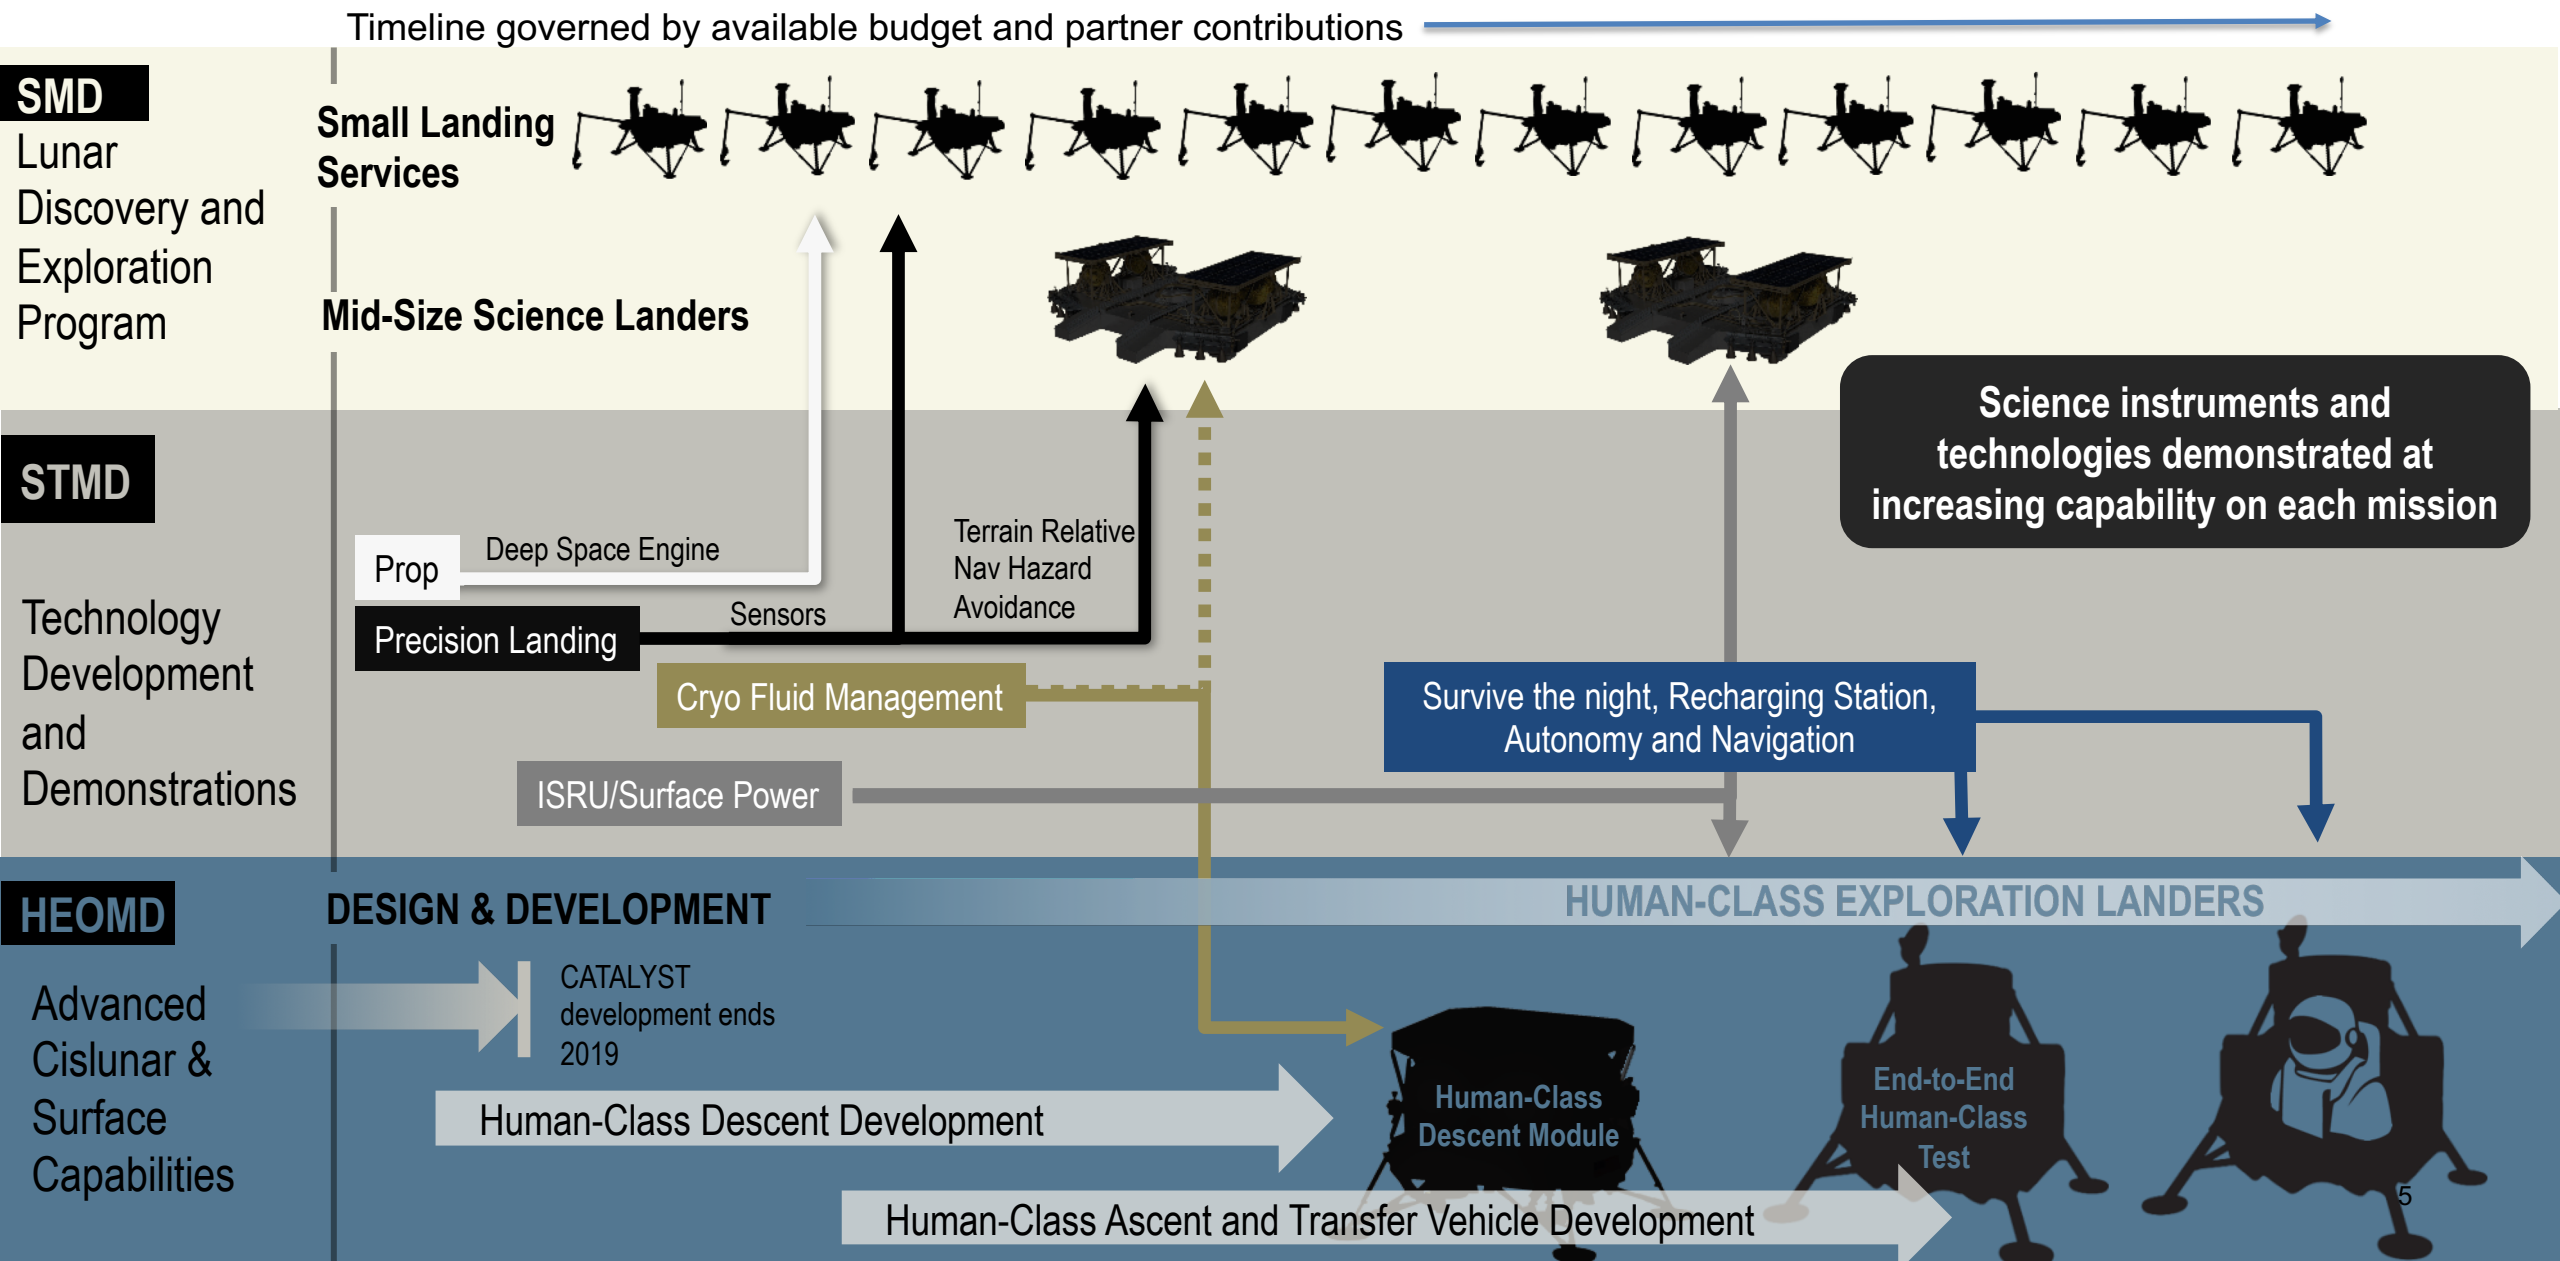 Timeline governed by available budget and partner contributions
SMD
Lunar
Discovery and
Exploration
Program
Small Landing
Services
Mid-Size Science Landers
Science instruments and
technologies demonstrated at
increasing capability on each mission
STMD
Technology
Development
and
Demonstrations
Prop
Deep Space Engine
Precision Landing
Sensors
Terrain Relative
Nav Hazard
Avoidance
Cryo Fluid Management
Survive the night, Recharging Station,
Autonomy and Navigation
ISRU/Surface Power
HEOMD
Advanced
Cislunar &
Surface
Capabilities
DESIGN & DEVELOPMENT
HUMAN-CLASS EXPLORATION LANDERS
CATALYST
development ends
2019
Human-Class Descent Development
Human-Class
Descent Module
End-to-End
Human-Class
Test
Human-Class Ascent and Transfer Vehicle Development
5